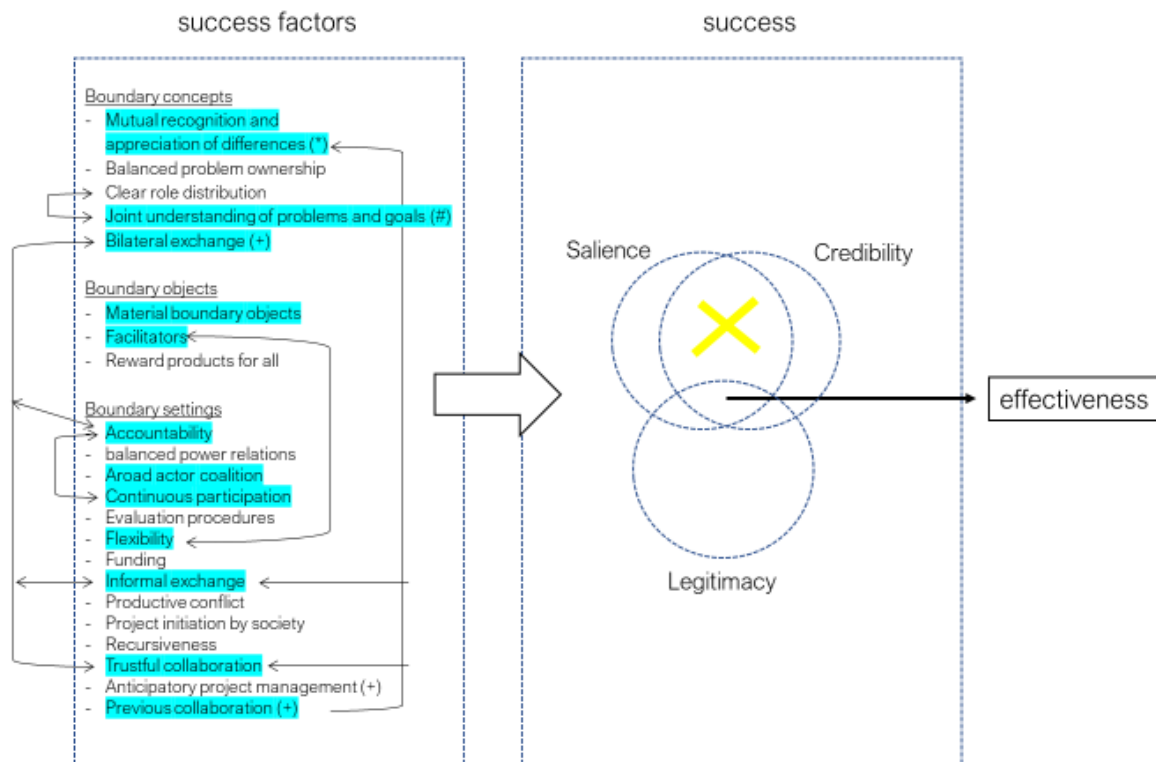 success factors
success
Boundary concepts
- Mutual recognition and
appreciation of differences (*)
- Balanced problem ownership
- Clear role distribution
- Joint understanding of problems and goals (#)
- Bilateral exchange (+)
Boundary objects
- Material boundary objects
- Facilitators
- Reward products for all
Boundary settings
- Accountability
- balanced power relations
- Aroad actor coalition
- Continuous participation
- Evaluation procedures
- Flexibility
- Funding
- Informal exchange
- Productive conflict
- Project initiation by society
- Recursiveness
- Trustful collaboration
- Anticipatory project management (+)
- Previous collaboration (+)
Salience
Credibility
Legitimacy
effectiveness